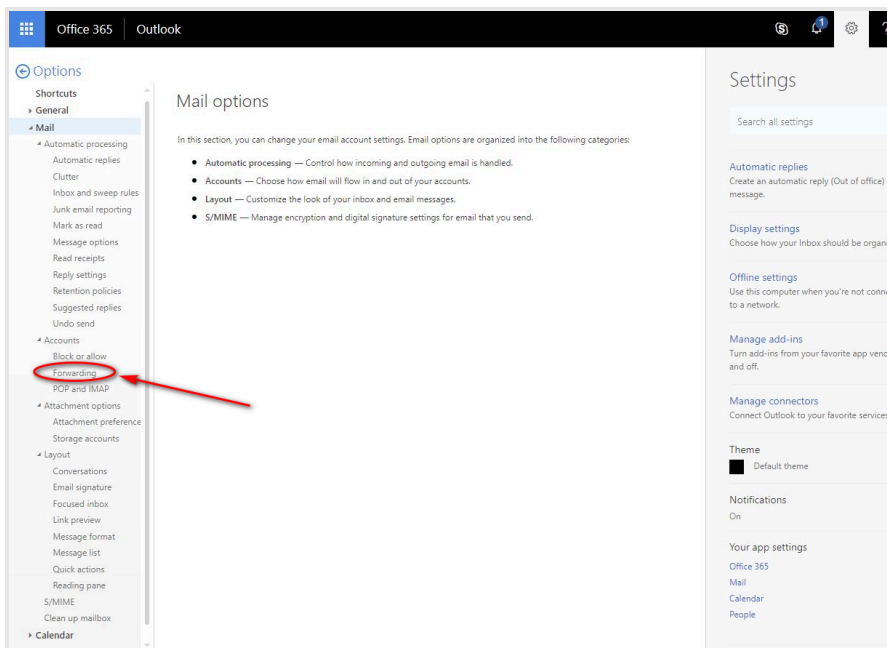 Office 365 Outlook
1
Options
Shortcuts
General
Mail
Automatic processing
Automatic replies
Clutter
Inbox and sweep rules
Junk email reporting
Mark as read
Message options
Read receipts
Reply settings
Retention policies
Suggested replies
Undo send
Accounts
Block or allow
Forwarding
POP and IMAP
Attachment options
Attachment preference
Storage accounts
Layout
Conversations
Email signature
Focused inbox
Link preview
Message format
Message list
Quick actions
Reading pane
S/MIME
Clean up mailbox
Calendar
Mail options
In this section, you can change your email account settings. Email options are organized into the following categories:
Automatic processing — Control how incoming and outgoing email is handled.
Accounts — Choose how email will flow in and out of your accounts.
Layout — Customize the look of your inbox and email messages.
S/MIME — Manage encryption and digital signature settings for email that you send.
Settings
Search all settings
Automatic replies
Create an automatic reply (Out of office)
message.
Display settings
Choose how your Inbox should be organi
Offline settings
Use this computer when you're not conne
to a network.
Manage add-ins
Turn add-ins from your favorite app vend
and off.
Manage connectors
Connect Outlook to your favorite services
Theme
Default theme
Notifications
On
Your app settings
Office 365
Mail
Calendar
People